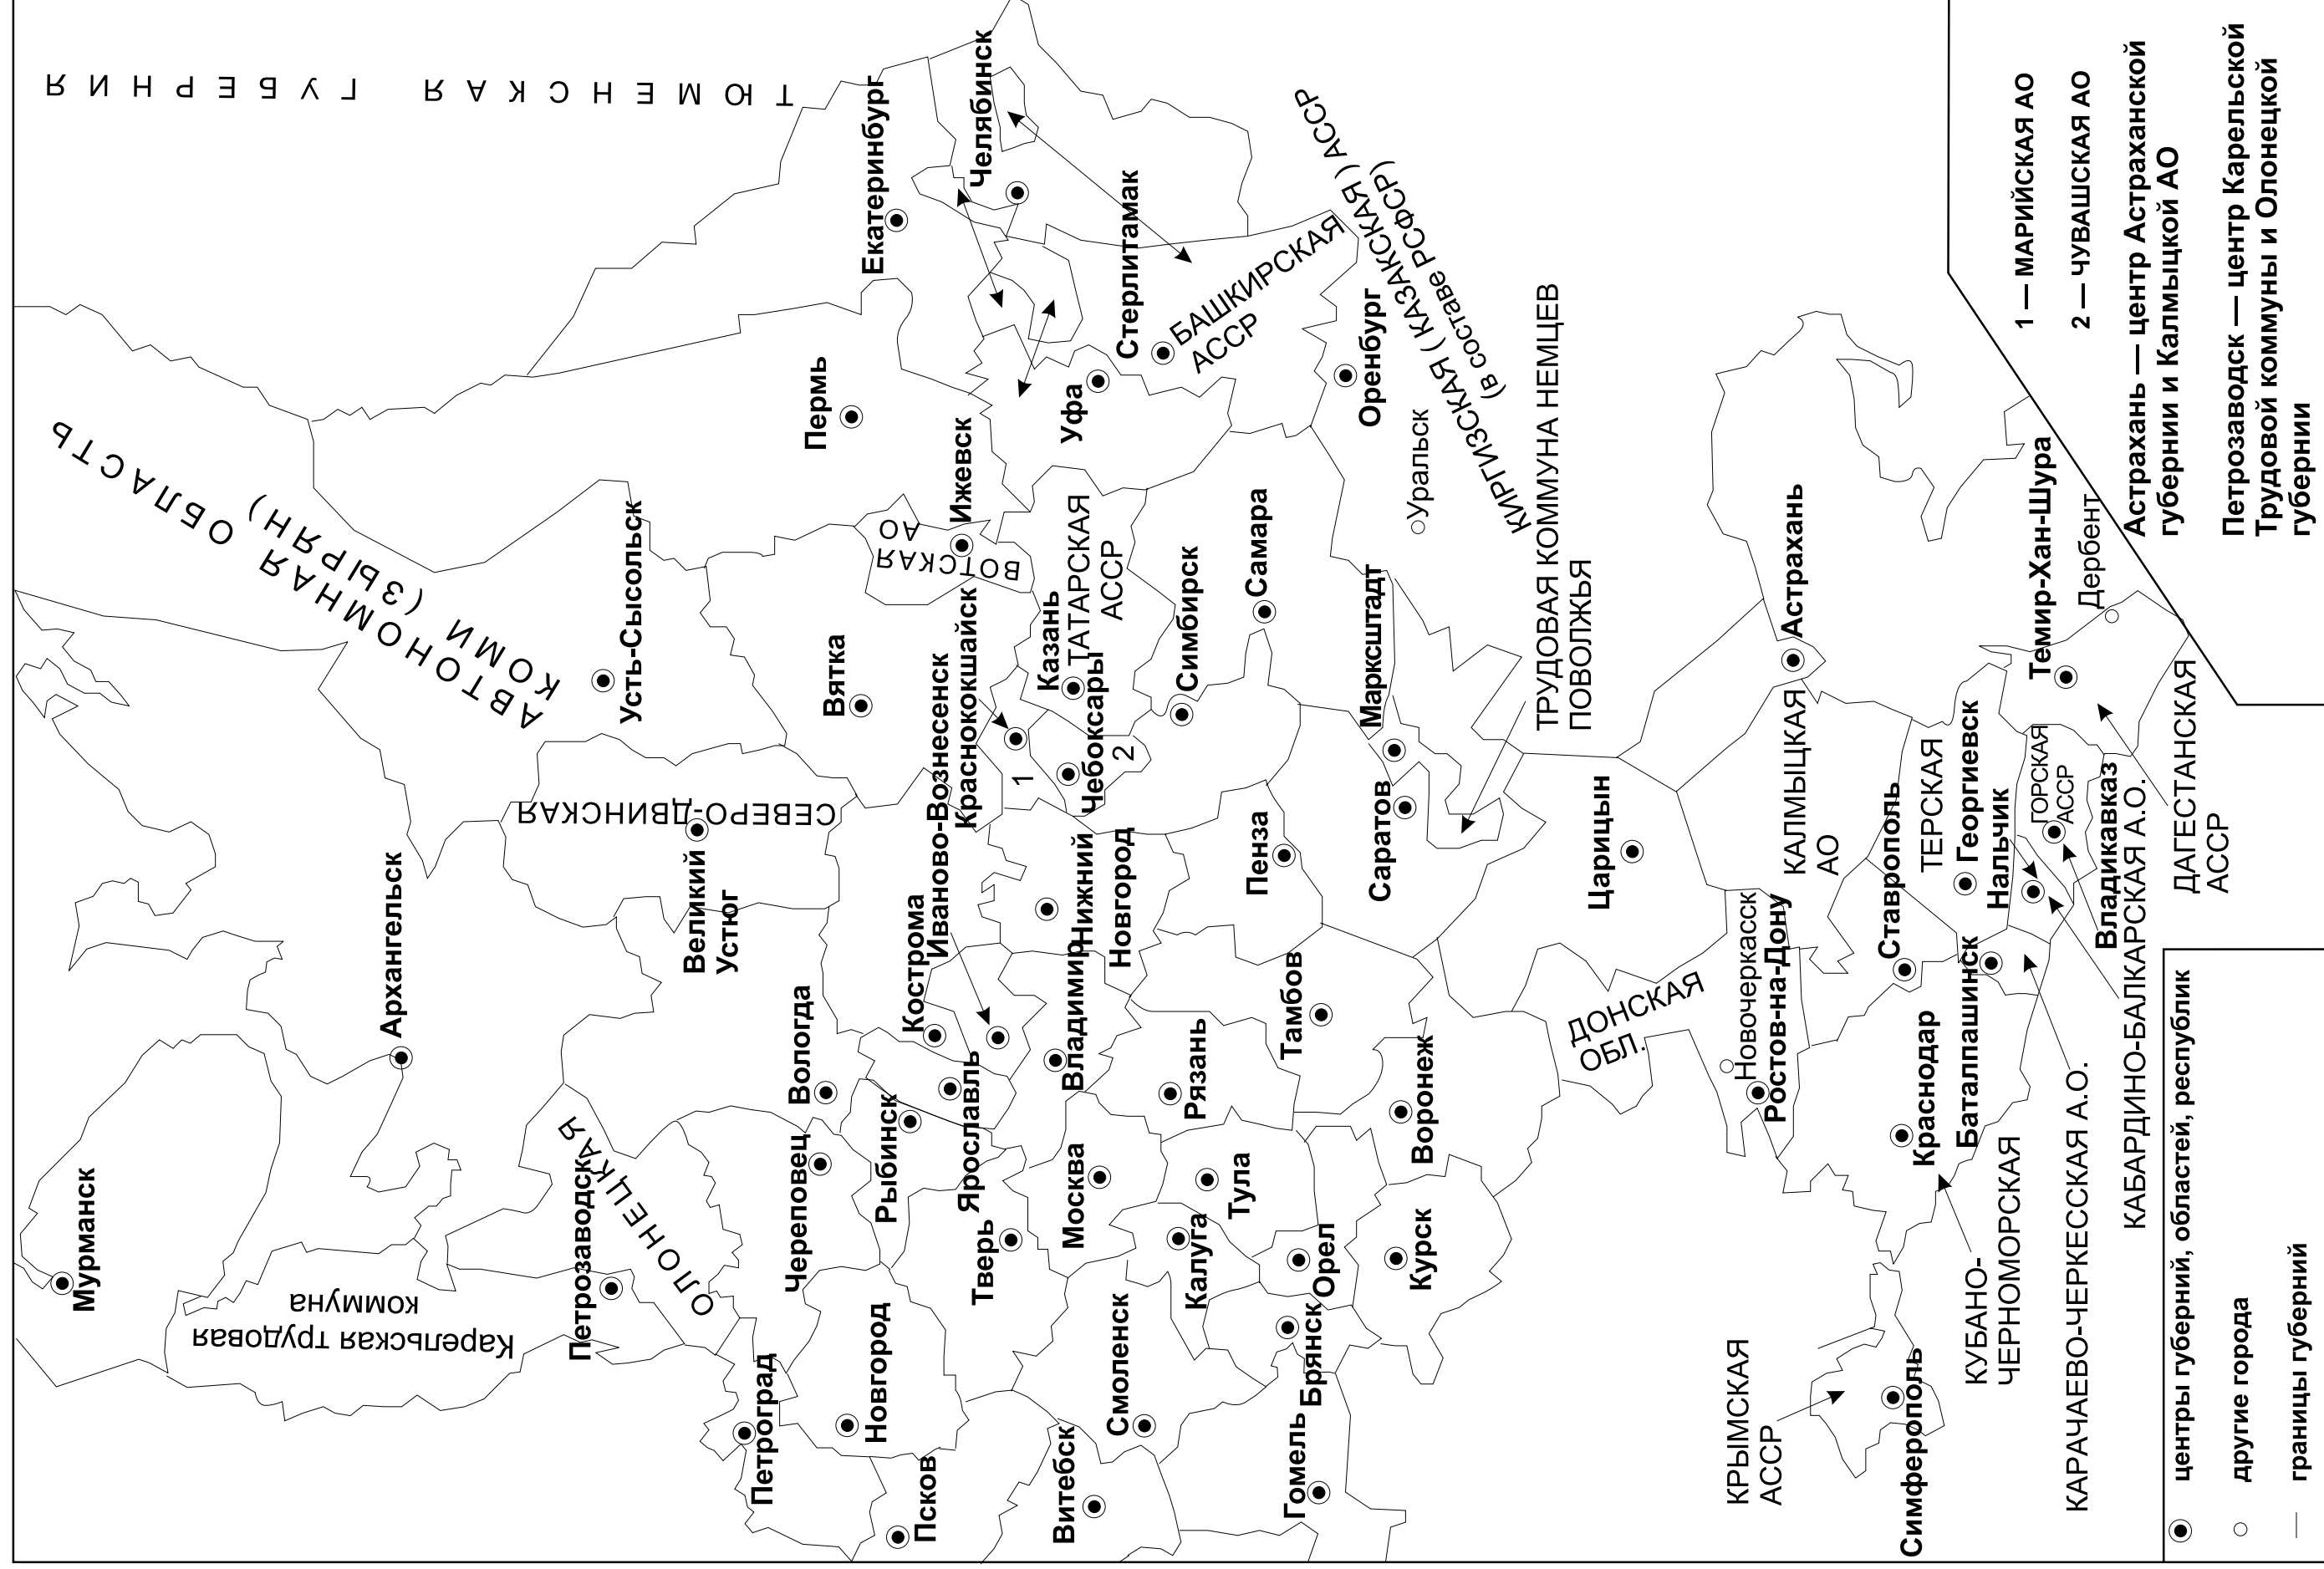 ТЮМЕНСКАЯ ГУБЕРНИЯ
Мурманск
Архангельск
Карельская трудовая
коммуна
АВТОНОМНАЯ ОБЛАСТЬ
КОМИ (ЗЫРЯН)
Петрозаводск
ОЛОНЕЦКАЯ
Усть-Сысольск
СЕВЕРО-ДВИНСКАЯ
Великий
Устюг
Петроград
Череповец
Вологда
Вятка
Пермь
Екатеринбург
Новгород
Псков
Рыбинск
Ярославль
Кострома
Иваново-Вознесенск
Краснококшайск
Ижевск
ВОТСКАЯ
АО
Челябинск
Тверь
Москва
Владимир
Нижний
Новгород
1
2
Чебоксары
Казань
ТАТАРСКАЯ
АССР
Уфа
Стерлитамак
БАШКИРСКАЯ
АССР
Витебск
Смоленск
Калуга
Тула
Рязань
Симбирск
Самара
Пенза
Оренбург
Уральск
КИРГИЗСКАЯ ( КАЗАКСКАЯ ) АССР
(в составе РСФСР)
Гомель
Брянск
Орел
Курск
Воронеж
Тамбов
Саратов
Марксштадт
ТРУДОВАЯ КОММУНА НЕМЦЕВ
ПОВОЛЖЬЯ
ДОНСКАЯ
ОБЛ.
Царицын
Новочеркасск
Ростов-на-Дону
КАЛМЫЦКАЯ
АО
Астрахань
КРЫМСКАЯ
АССР
Симферополь
Краснодар
КУБАНО-
ЧЕРНОМОРСКАЯ
Ставрополь
Баталпашинск
ТЕРСКАЯ
Георгиевск
Нальчик
ГОРСКАЯ
АССР
Владикавказ
КАРАЧАЕВО-ЧЕРКЕССКАЯ А.О.
КАБАРДИНО-БАЛКАРСКАЯ А.О.
Темир-Хан-Шура
Дербент
ДАГЕСТАНСКАЯ
АССР
1 — МАРИЙСКАЯ АО
2 — ЧУВАШСКАЯ АО
Астрахань — центр Астраханской
губернии и Калмыцкой АО
Петрозаводск — центр Карельской
Трудовой коммуны и Олонецкой
губернии
центры губерний, областей, республик
другие города
границы губерний